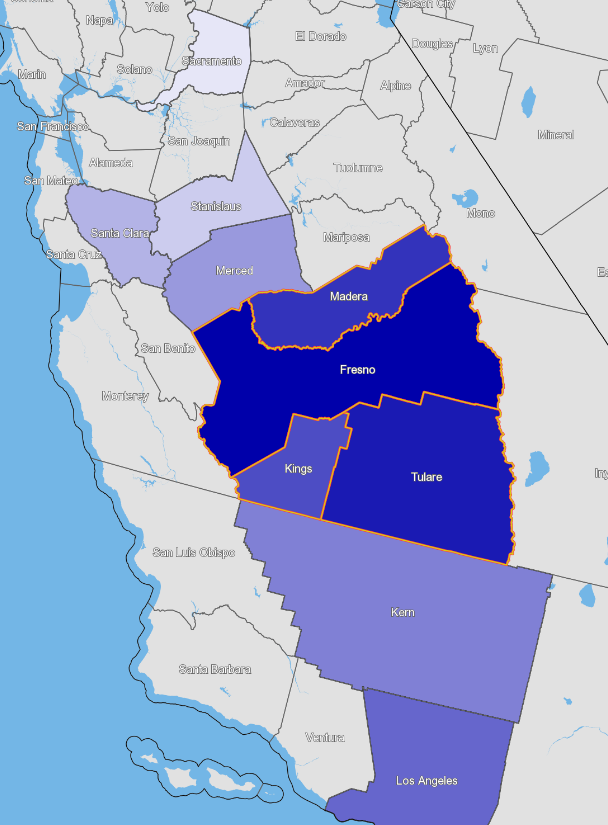 Carson City
Yolo
Napa
El Dorado
Douglas
Lyon
Sacramento
Solano
Marin
Amador
Alpine
Calaveras
San Francisco
Mineral
San Joaquin
Alameda
Tuolumne
San Mateo
Stanislaus
Mono
Santa Clara
Mariposa
Santa Cruz
Merced
Es
Madera
San Benito
Fresno
Monterey
Kings
Iny
Tulare
San Luis Obispo
Kern
Santa Barbara
Ventura
Los Angeles